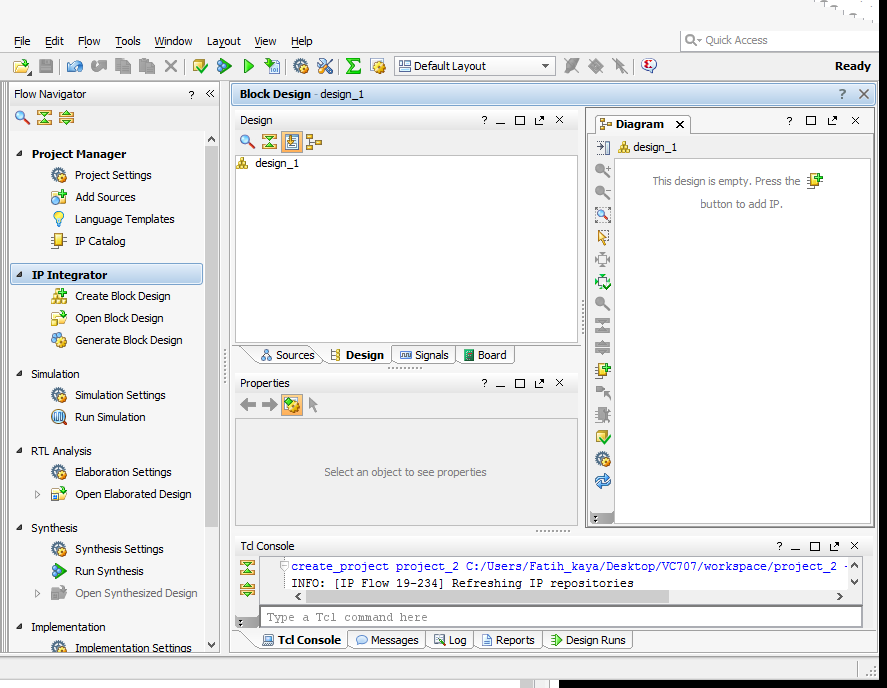 File Edit Flow Tools Window Layout View Help
Quick Access
Default Layout
Ready
Flow Navigator ? «
Project Manager
Project Settings
Add Sources
Language Templates
IP Catalog
IP Integrator
Create Block Design
Open Block Design
Generate Block Design
Simulation
Simulation Settings
Run Simulation
RTL Analysis
Elaboration Settings
Open Elaborated Design
Synthesis
Synthesis Settings
Run Synthesis
Open Synthesized Design
Implementation
Implementation Settings
Block Design - design_1
Design
design_1
Sources Design Signals Board
Properties
Select an object to see properties
Diagram
design_1
This design is empty. Press the
button to add IP.
Tcl Console
create_project project_2 C:/Users/Fatih_kaya/Desktop/VC707/workspace/project_2 -
INFO: [IP Flow 19-234] Refreshing IP repositories
Type a Tcl command here
Tcl Console Messages Log Reports Design Runs